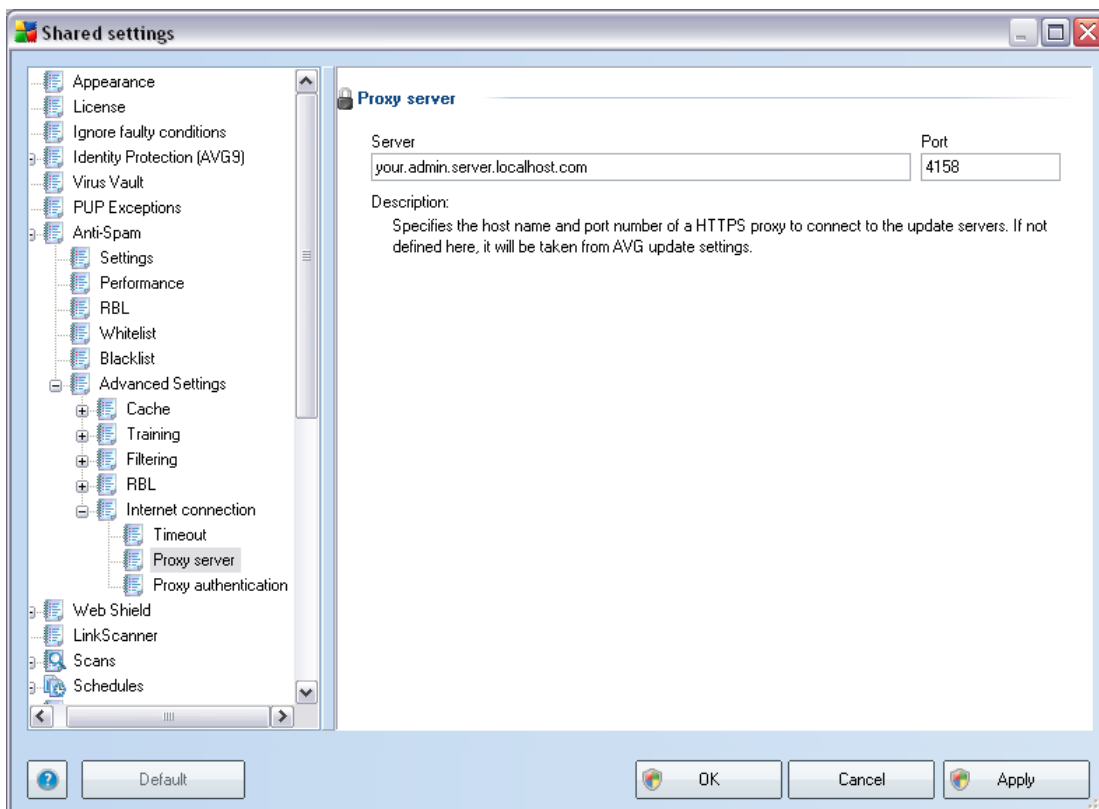 Shared settings
Appearance
License
Ignore faulty conditions
Identity Protection (AVG9)
Virus Vault
PUP Exceptions
Anti-Spam
Settings
Performance
RBL
Whitelist
Blacklist
Advanced Settings
Cache
Training
Filtering
RBL
Internet connection
Timeout
Proxy server
Proxy authentication
Web Shield
LinkScanner
Scans
Schedules
Proxy server
Server
Port
your.admin.server.localhost.com
4158
Description:
Specifies the host name and port number of a HTTPS proxy to connect to the update servers. If not
defined here, it will be taken from AVG update settings.
Default
OK
Cancel
Apply